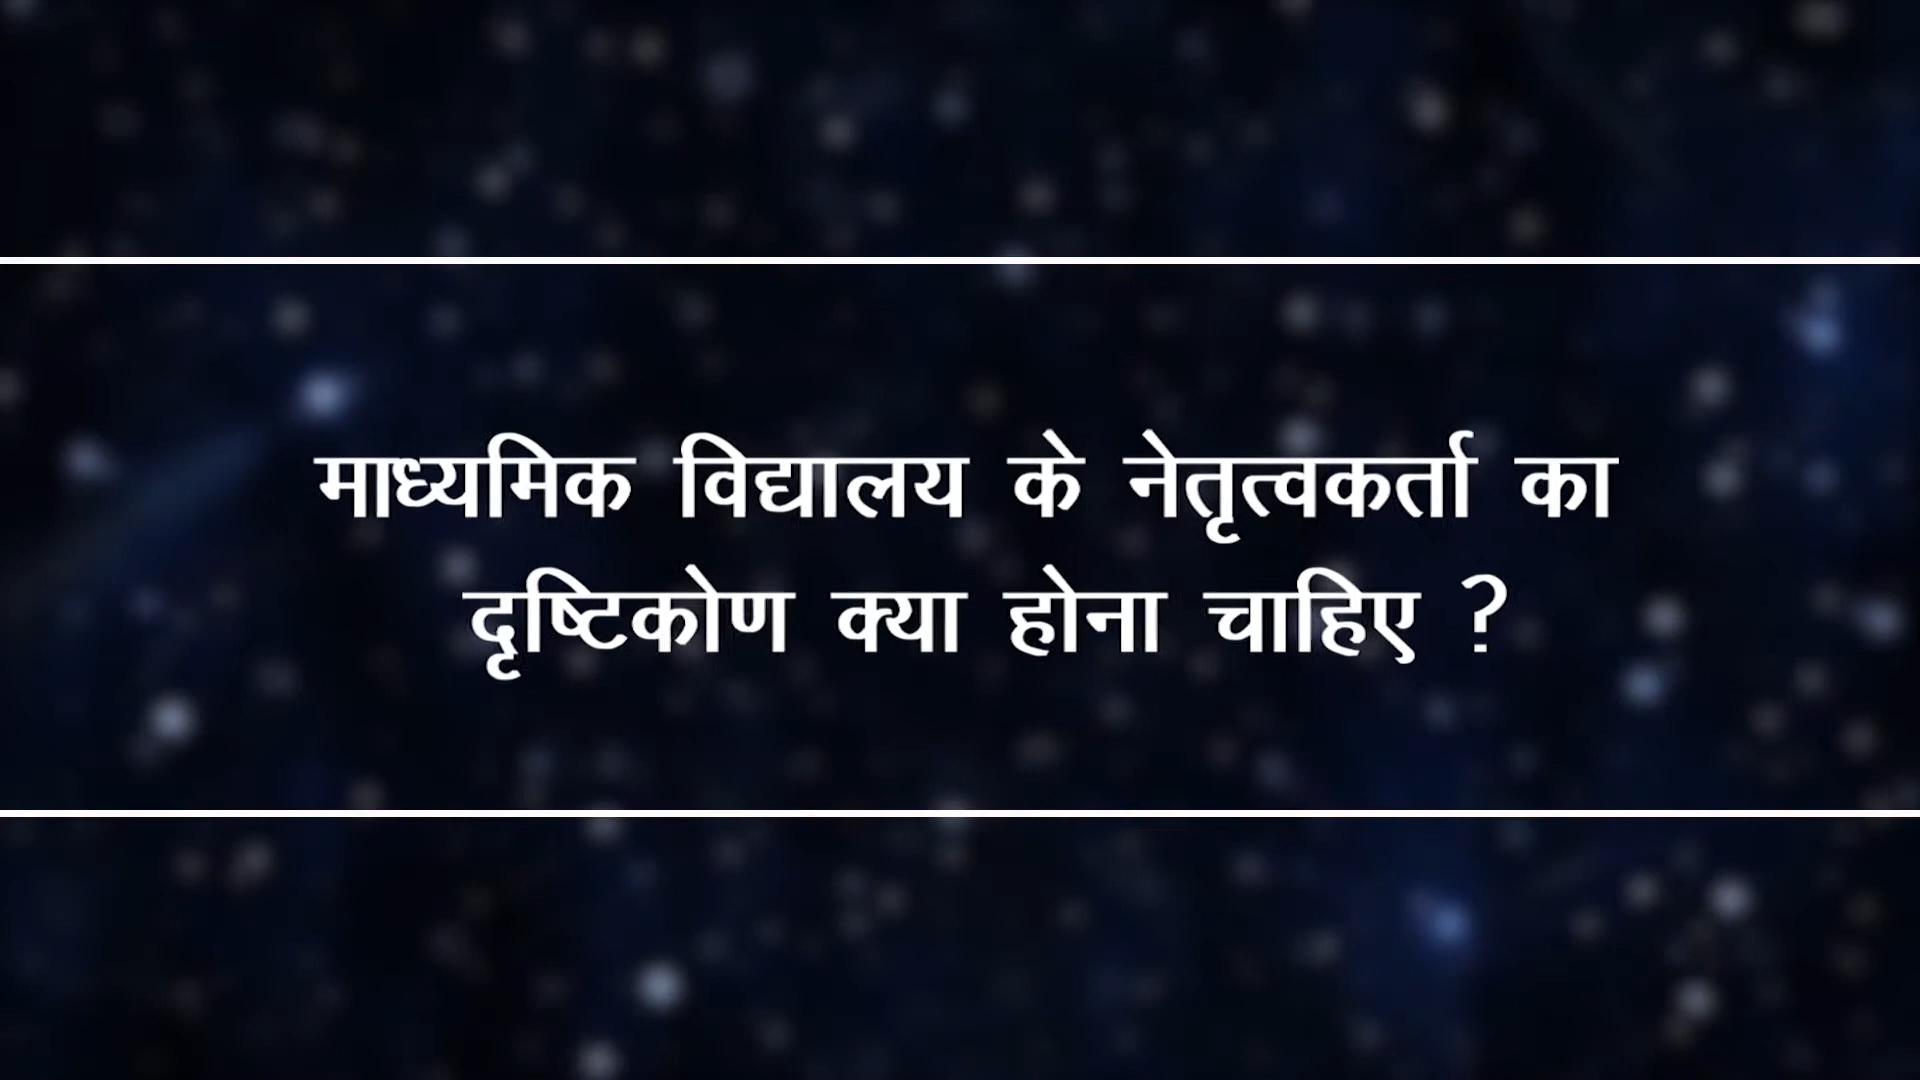 माध्यमिक विद्यालय के नेतृत्वकर्ता का
दृष्टिकोण क्या होना चाहिए ?